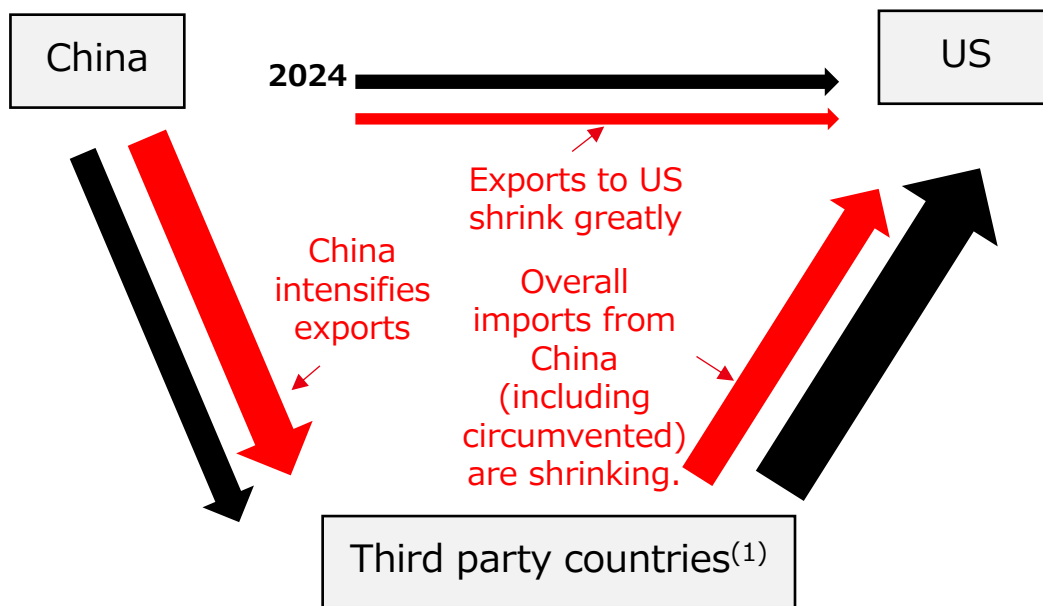 China
US
2024
Exports to US
shrink greatly
China
intensifies
exports
Overall
imports from
China
(including
circumvented)
are shrinking.
Third party countries(1)